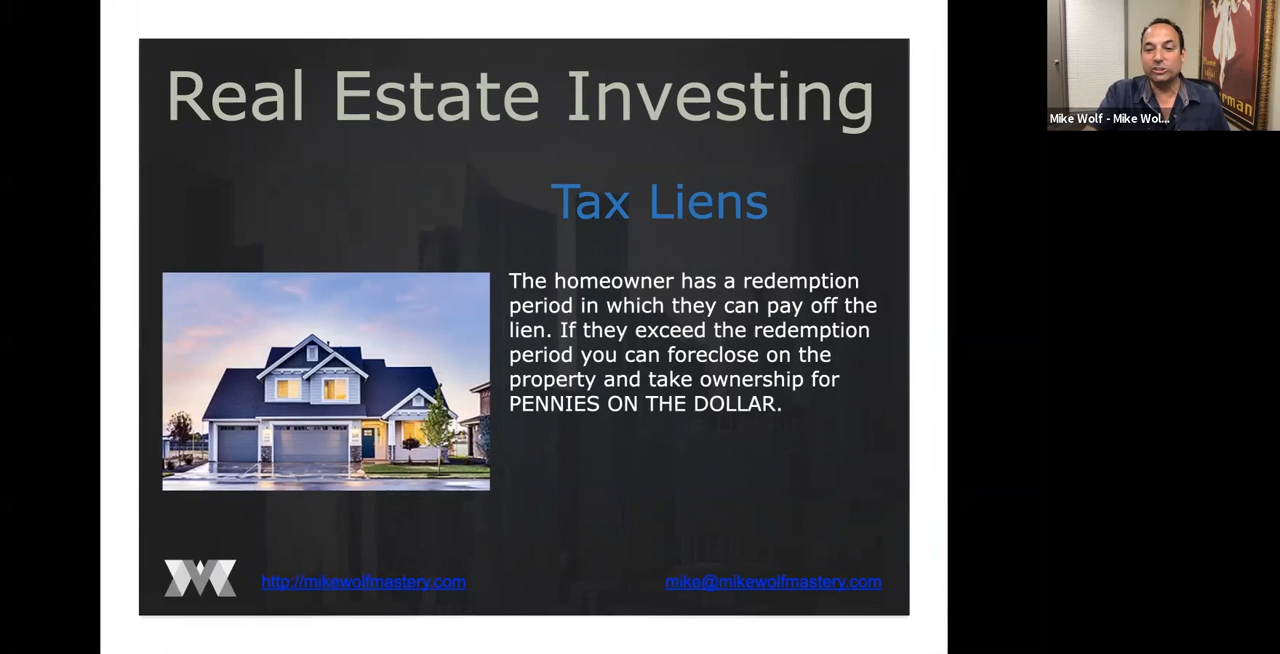 Real Estate Investing
Tax Liens
The homeowner has a redemption
period in which they can pay off the
lien. If they exceed the redemption
period you can foreclose on the
property and take ownership for
PENNIES ON THE DOLLAR.
http://mikewolfmastery.com
mike@mikewolfmastery.com
Mike Wolf - Mike Wol...